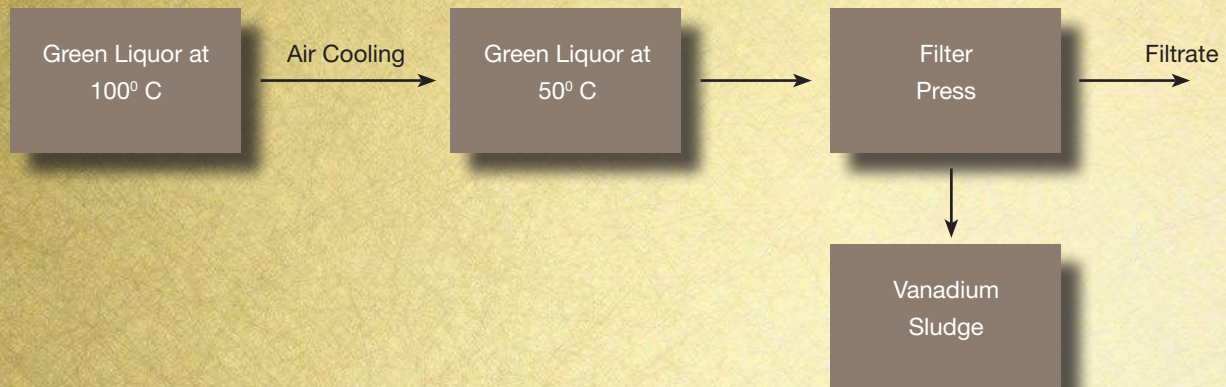 Green Liquor at
100⁰ C
Air Cooling
Green Liquor at
50⁰ C
Filter
Press
Filtrate
Vanadium
Sludge